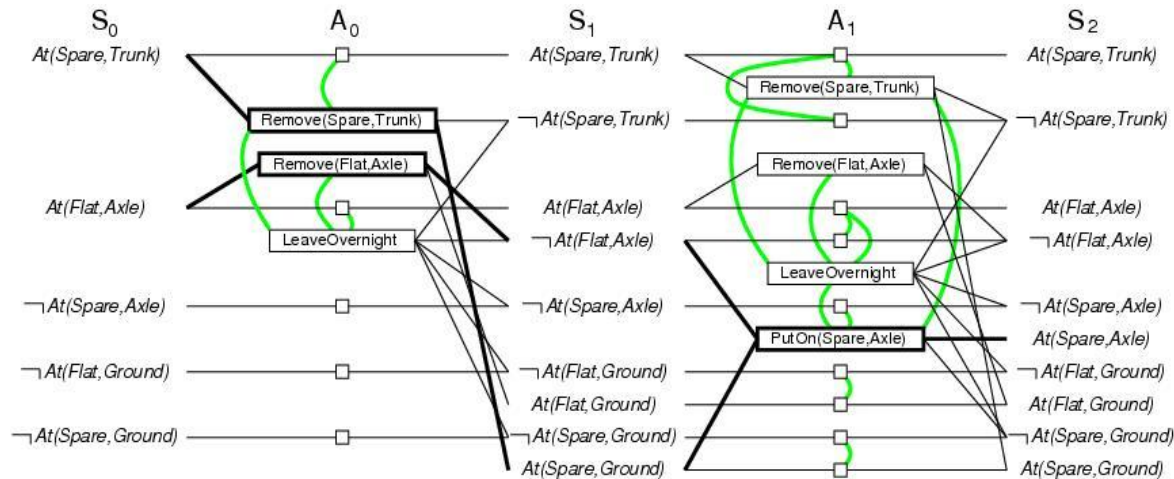 S0 A0 S1 A1 S2
At(Spare,Trunk) At(Spare,Trunk) At(Spare,Trunk)
Remove(Spare,Trunk)
Remove(Spare,Trunk) ¬At(Spare,Trunk) ¬At(Spare,Trunk)
Remove(Flat,Axle) Remove(Flat,Axle)
At(Flat,Axle) At(Flat,Axle) At(Flat,Axle)
LeaveOvernight ¬At(Flat,Axle) ¬At(Flat,Axle)
LeaveOvernight
¬At(Spare,Axle) ¬At(Spare,Axle) ¬At(Spare,Axle)
PutOn(Spare,Axle) At(Spare,Axle)
¬At(Flat,Ground) ¬At(Flat,Ground) ¬At(Flat,Ground)
At(Flat,Ground) At(Flat,Ground)
¬At(Spare,Ground) ¬At(Spare,Ground) ¬At(Spare,Ground)
At(Spare,Ground) At(Spare,Ground)